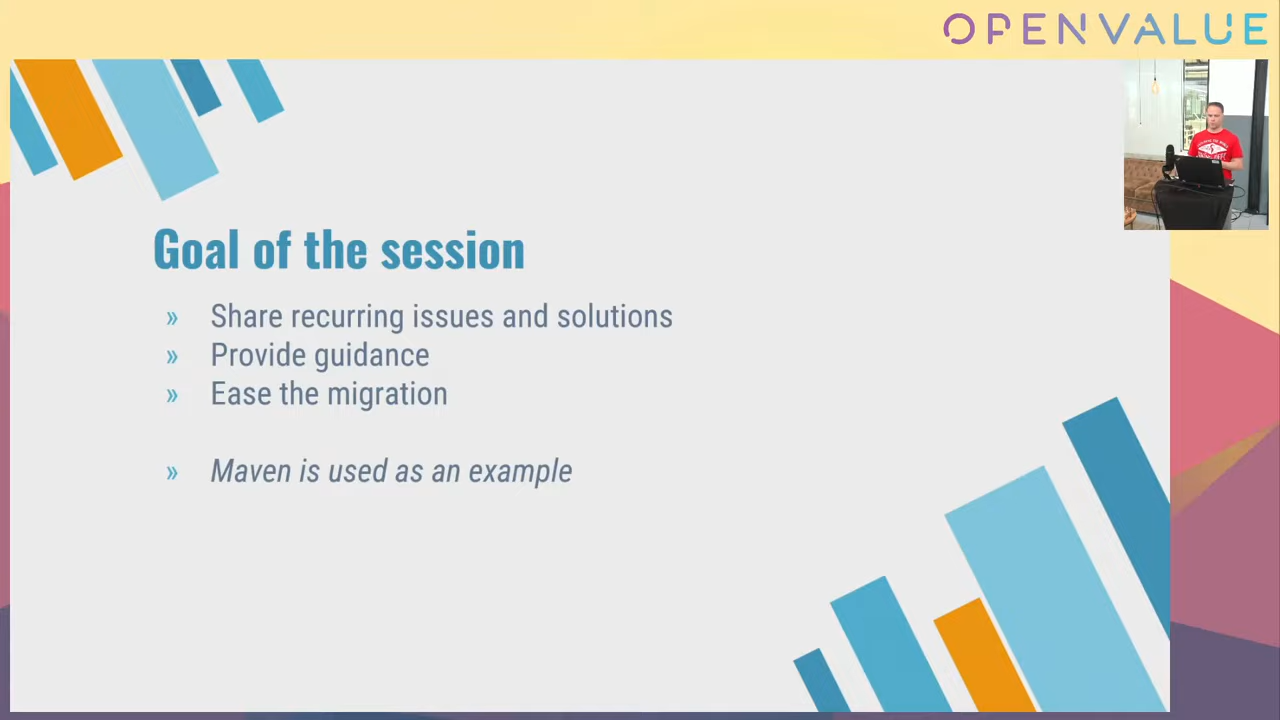 OPENVALUE
Goal of the session
» Share recurring issues and solutions
» Provide guidance
» Ease the migration
» Maven is used as an example